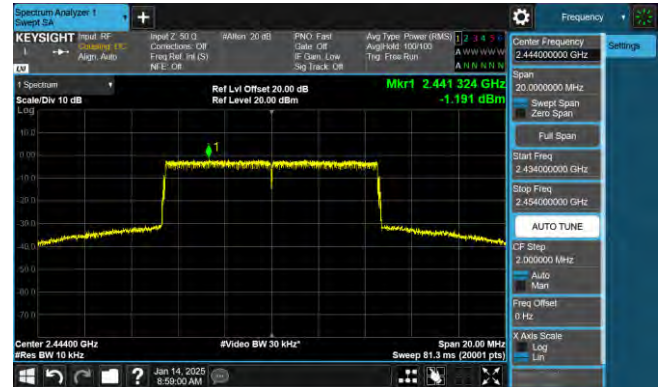 Spectrum Analyzer 1
Swept SA
Frequency
KEYSIGHT
Input: RF
Coupling: DC
Align: Auto
Input Z: 50 Ω
Corrections: Off
Freq Ref: Int (S)
NFE: Off
#Atten: 20 dB
PNO: Fast
Gate: Off
IF Gain: Low
Sig Track: Off
Avg Type: Power (RMS)
Avg|Hold: 100/100
Trig: Free Run
1 2 3 4 5 6
A W W W W W
A N N N N N
L
LXI
1 Spectrum
Scale/Div 10 dB
Log
Ref Lvl Offset 20.00 dB
Ref Level 20.00 dBm
Mkr1 2.441 324 GHz
-1.191 dBm
1
10.0
0.00
-10.0
-20.0
-30.0
-40.0
-50.0
-60.0
-70.0
Center 2.44400 GHz
#Res BW 10 kHz
#Video BW 30 kHz*
Span 20.00 MHz
Sweep 81.3 ms (20001 pts)
Center Frequency
2.444000000 GHz
Settings
Span
20.0000000 MHz
Swept Span
Zero Span
Full Span
Start Freq
2.434000000 GHz
Stop Freq
2.454000000 GHz
AUTO TUNE
CF Step
2.000000 MHz
Auto
Man
Freq Offset
0 Hz
X Axis Scale
Log
Lin
?
Jan 14, 2025
8:59:00 AM